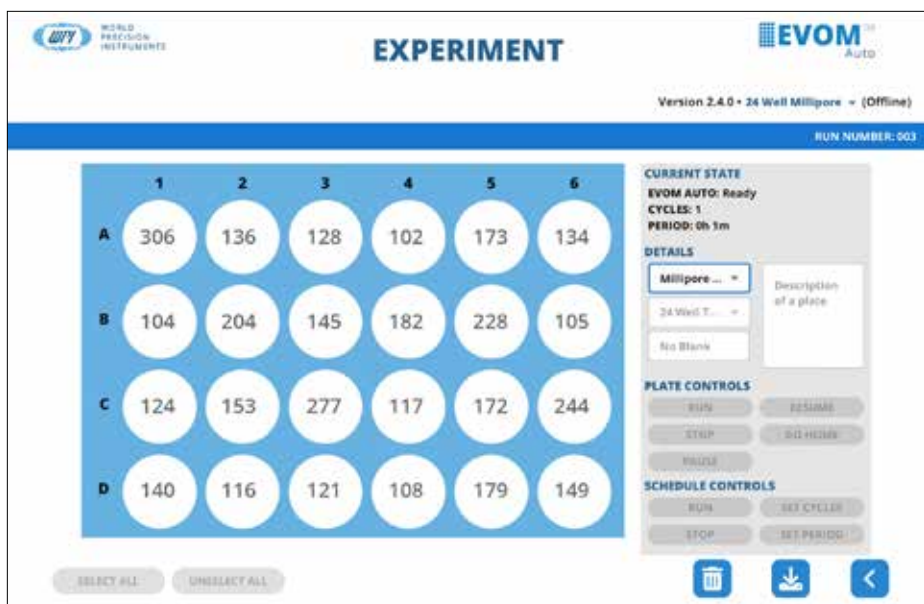 WPI WORLD
PRECISION
INSTRUMENTS
EXPERIMENT
EVOM™
Auto
Version 2.4.0 • 24 Well Millipore (Offline)
RUN NUMBER: 003
1 2 3 4 5 6
A 306 136 128 102 173 134
B 104 204 145 182 228 105
C 124 153 277 117 172 244
D 140 116 121 108 179 149
CURRENT STATE
EVOM AUTO: Ready
CYCLES: 1
PERIOD: 0h 1m
DETAILS
Millipore ...
24 Well T...
No Blank
Description
of a plate
PLATE CONTROLS
RUN RESUME
STOP GO HOME
PAUSE
SCHEDULE CONTROLS
RUN SET CYCLES
STOP SET PERIOD
SELECT ALL UNSELECT ALL